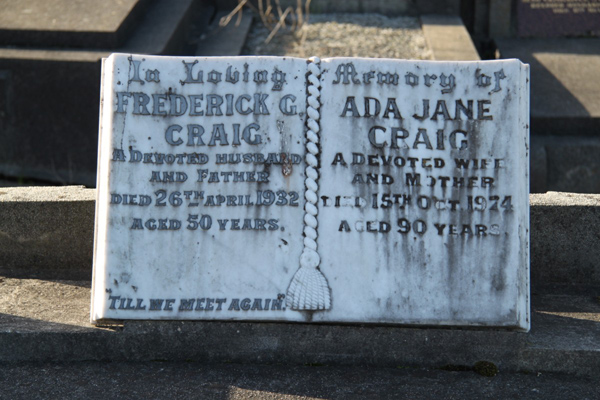 In Loving Memory of
FREDERICK G. CRAIG
A DEVOTED HUSBAND
AND FATHER
DIED 26TH APRIL 1932
AGED 50 YEARS.
TILL WE MEET AGAIN.
ADA JANE CRAIG
A DEVOTED WIFE
AND MOTHER
DIED 15TH OCT 1974
AGED 90 YEARS